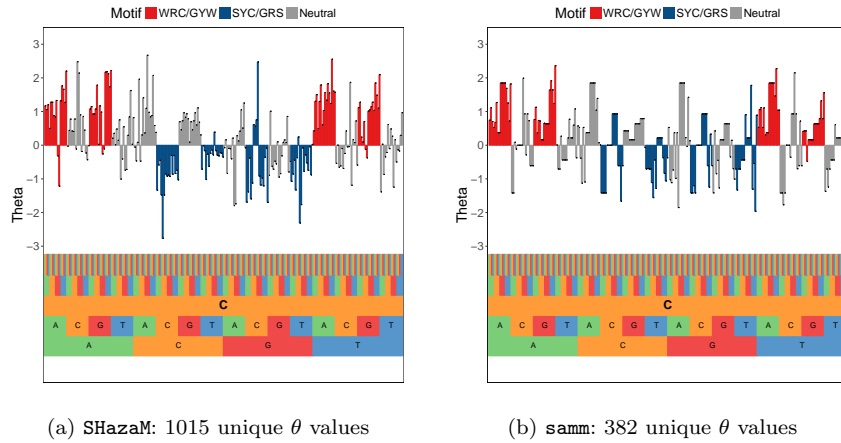 Motif WRC/GYW SYC/GRS Neutral
3
2
1
0
−1
−2
−3
Theta
C
A C G T A C G T A C G T A C G T
A C G T
(a) SHazaM: 1015 unique θ values
Motif WRC/GYW SYC/GRS Neutral
3
2
1
0
−1
−2
−3
Theta
C
A C G T A C G T A C G T A C G T
A C G T
(b) samm: 382 unique θ values